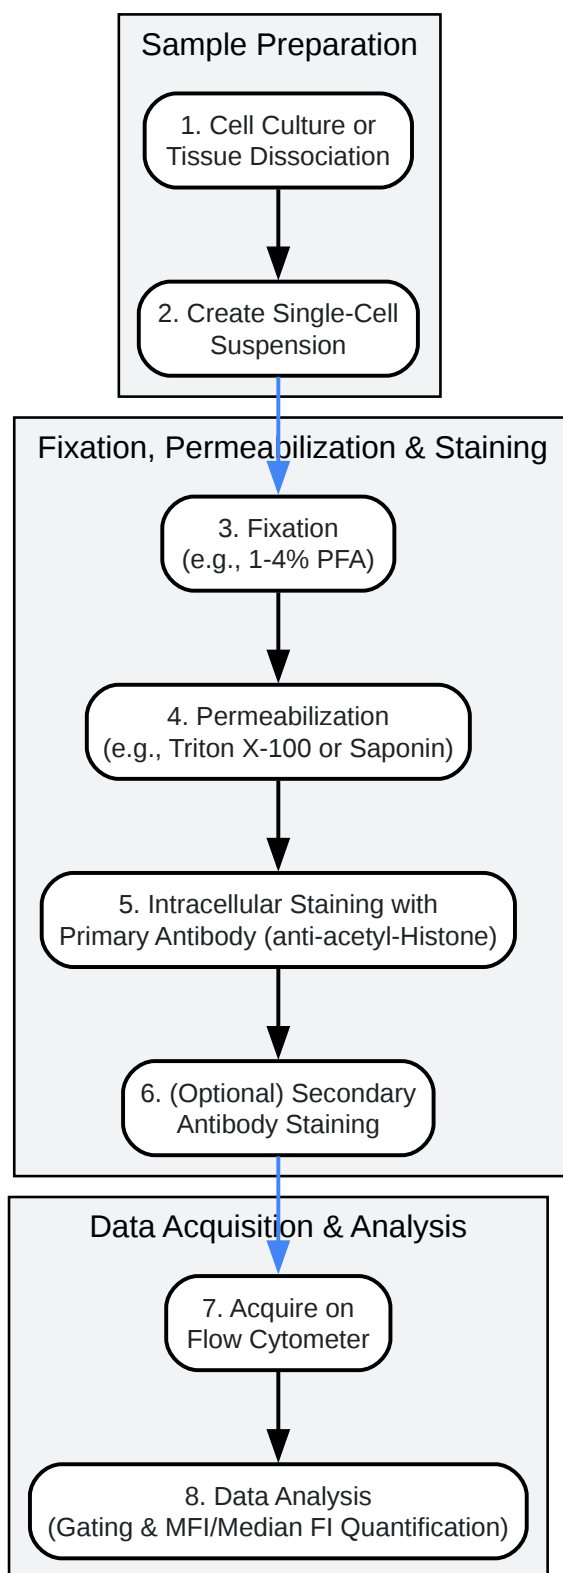 Sample Preparation
1. Cell Culture or
Tissue Dissociation
2. Create Single-Cell
Suspension
Fixation, Permeabilization & Staining
3. Fixation
(e.g., 1-4% PFA)
4. Permeabilization
(e.g., Triton X-100 or Saponin)
5. Intracellular Staining with
Primary Antibody (anti-acetyl-Histone)
6. (Optional) Secondary
Antibody Staining
Data Acquisition & Analysis
7. Acquire on
Flow Cytometer
8. Data Analysis
(Gating & MFI/Median FI Quantification)